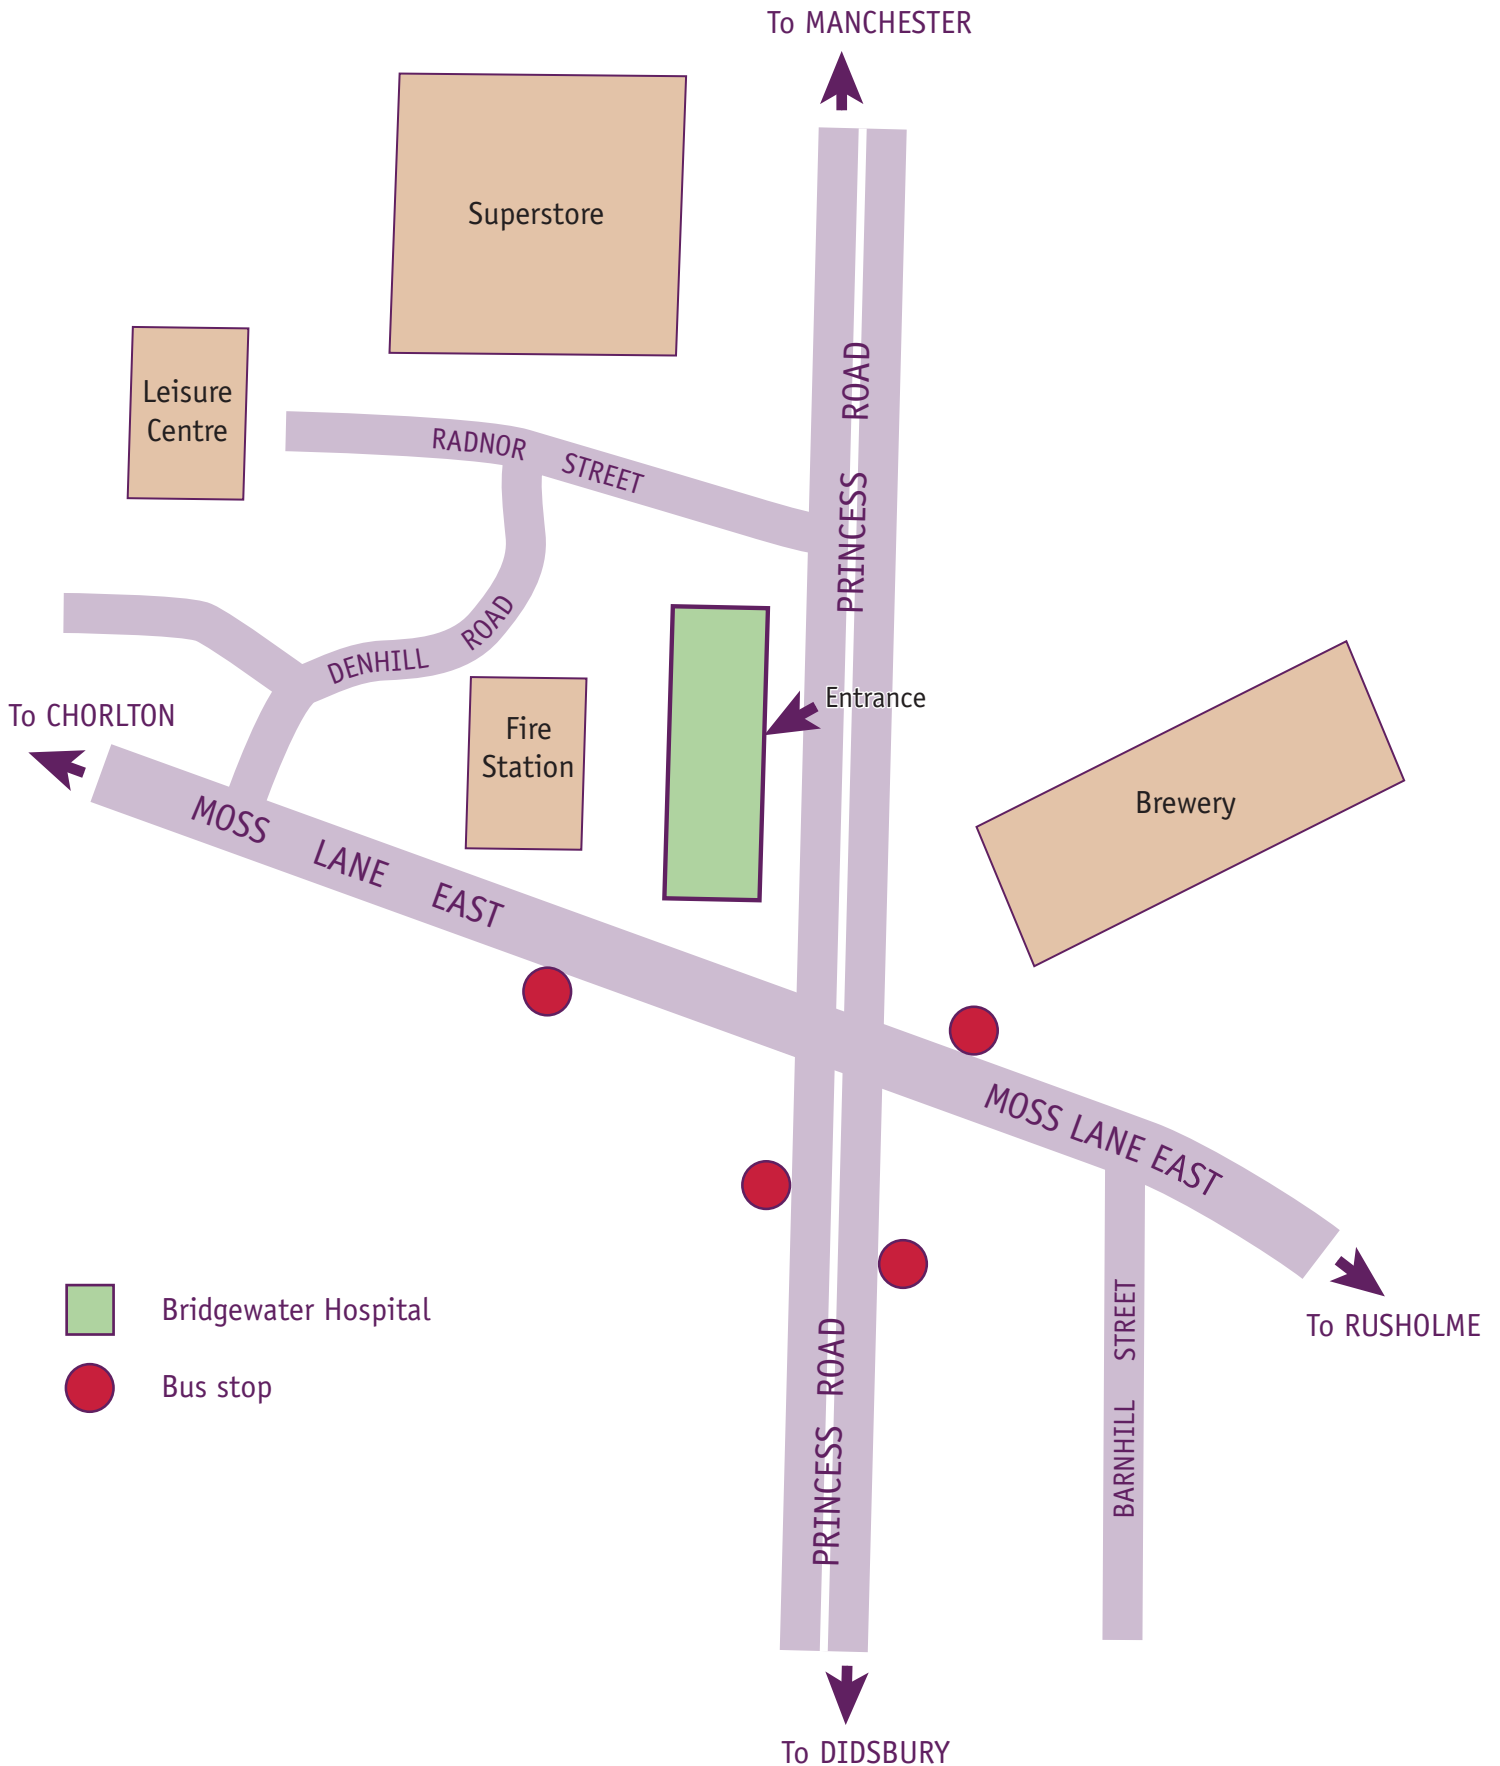 To MANCHESTER
Superstore
PRINCESS ROAD
Leisure
Centre
RADNOR STREET
DENHILL ROAD
To CHORLTON
Fire
Station
Entrance
Brewery
MOSS LANE EAST
MOSS LANE EAST
Bridgewater Hospital
Bus stop
PRINCESS ROAD
BARNHILL STREET
To RUSHOLME
To DIDSBURY